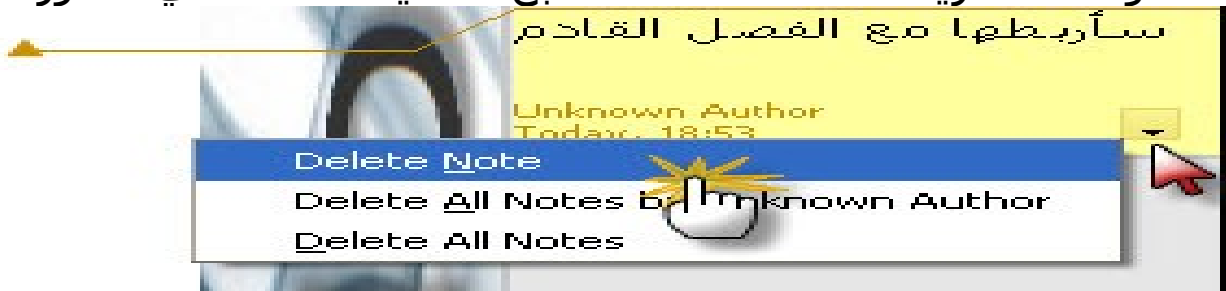 سأربطها مع الفصل القادم
Unknown Author
Today, 18:53
Delete Note
Delete All Notes by Unknown Author
Delete All Notes